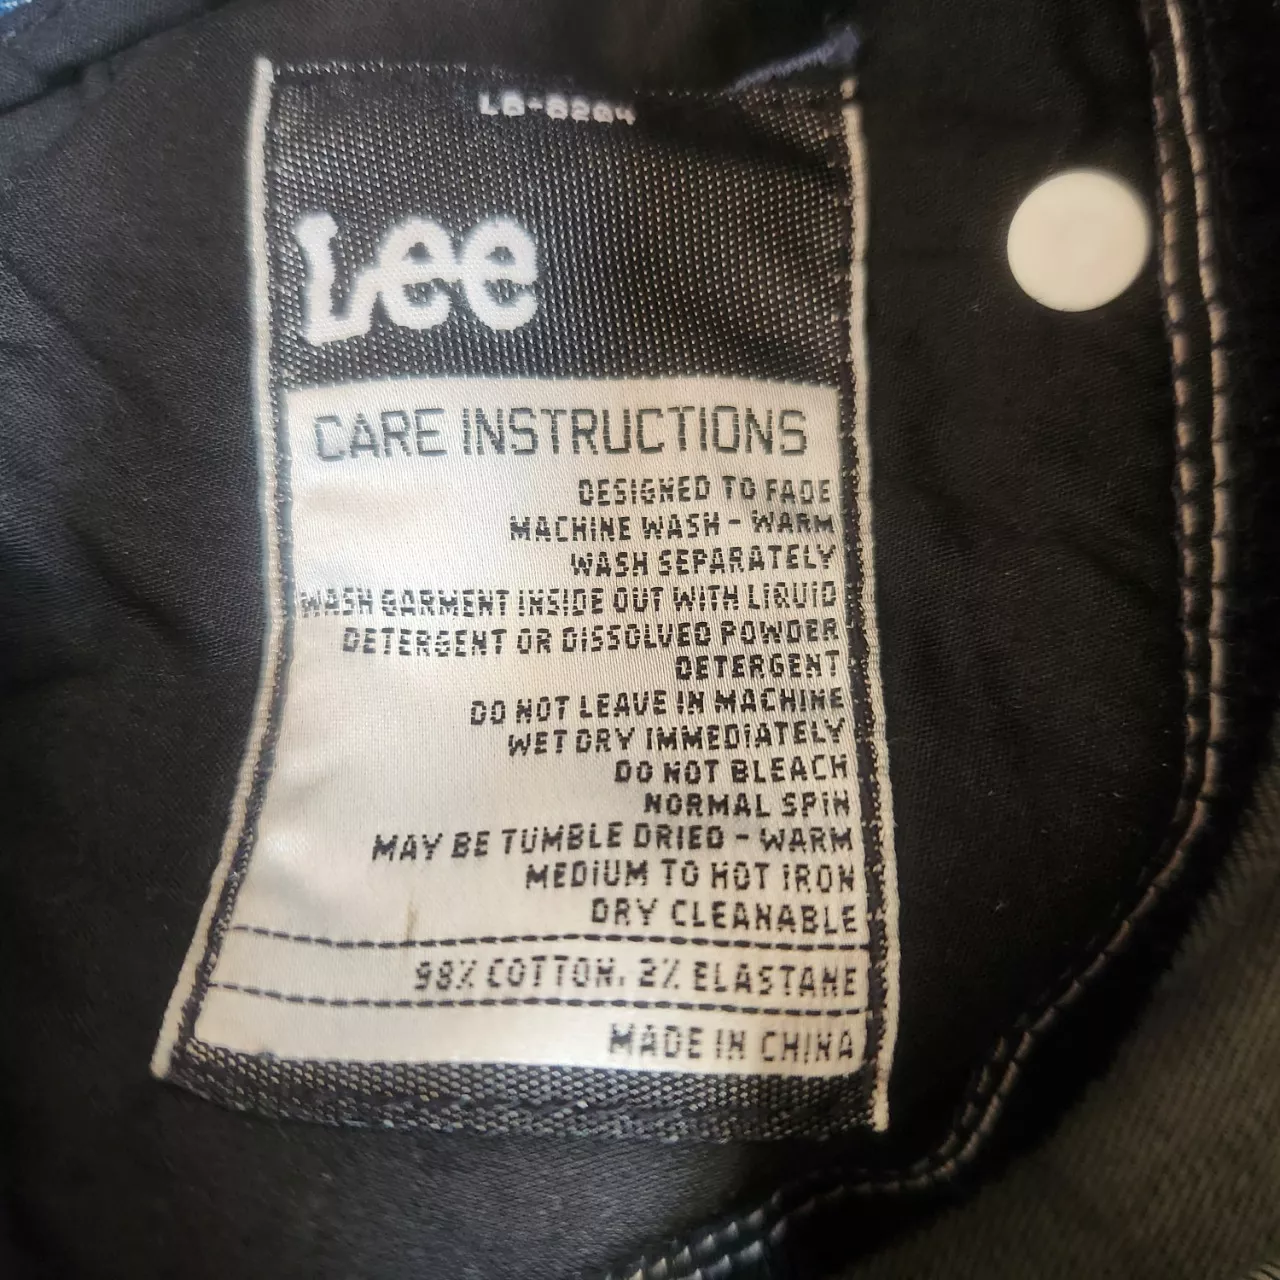 LB-8204
Lee
CARE INSTRUCTIONS
DESIGNED TO FADE
MACHINE WASH - WARM
WASH SEPARATELY
WASH GARMENT INSIDE OUT WITH LIQUID
DETERGENT OR DISSOLVED POWDER
DETERGENT
DO NOT LEAVE IN MACHINE
WET DRY IMMEDIATELY
DO NOT BLEACH
NORMAL SPIN
MAY BE TUMBLE DRIED - WARM
MEDIUM TO HOT IRON
DRY CLEANABLE
98% COTTON. 2% ELASTANE
MADE IN CHINA